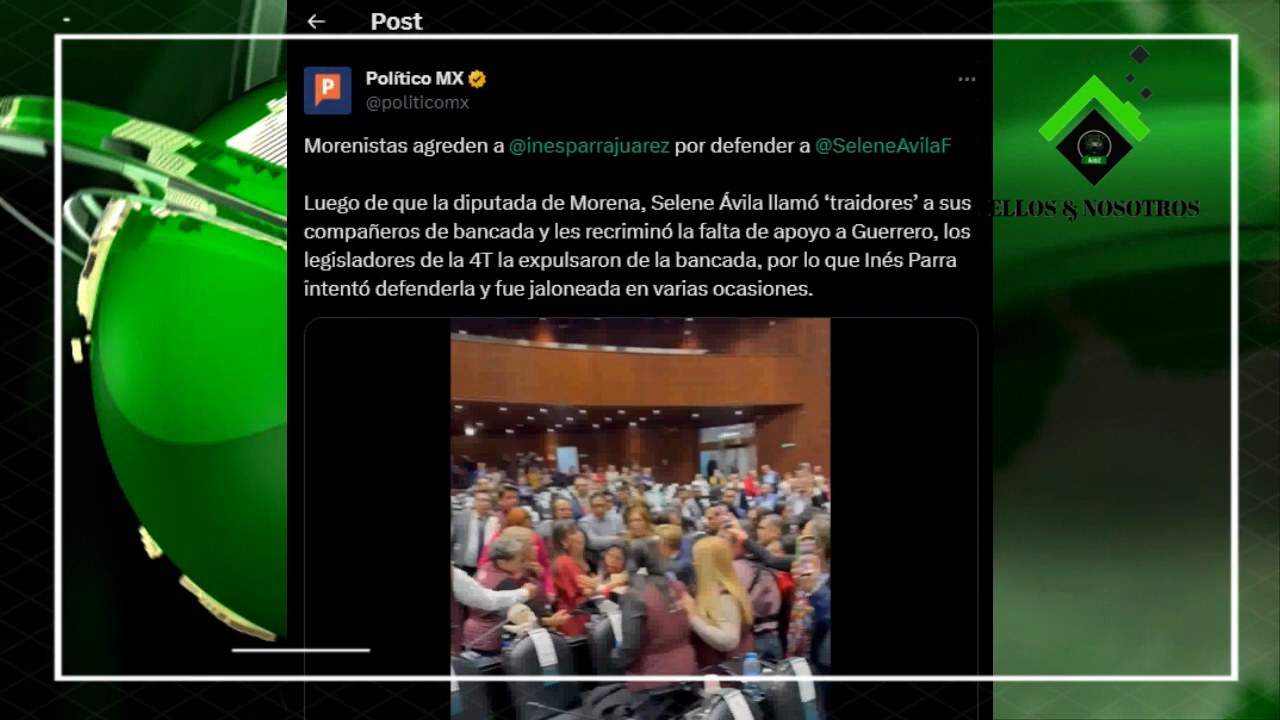 Post
Político MX
@politicomx
Morenistas agreden a @inesparrajuarez por defender a @SeleneAvilaF
Luego de que la diputada de Morena, Selene Ávila llamó ‘traidores’ a sus
compañeros de bancada y les recriminó la falta de apoyo a Guerrero, los
legisladores de la 4T la expulsaron de la bancada, por lo que Inés Parra
intentó defenderla y fue jaloneada en varias ocasiones.
ELLOS & NOSOTROS